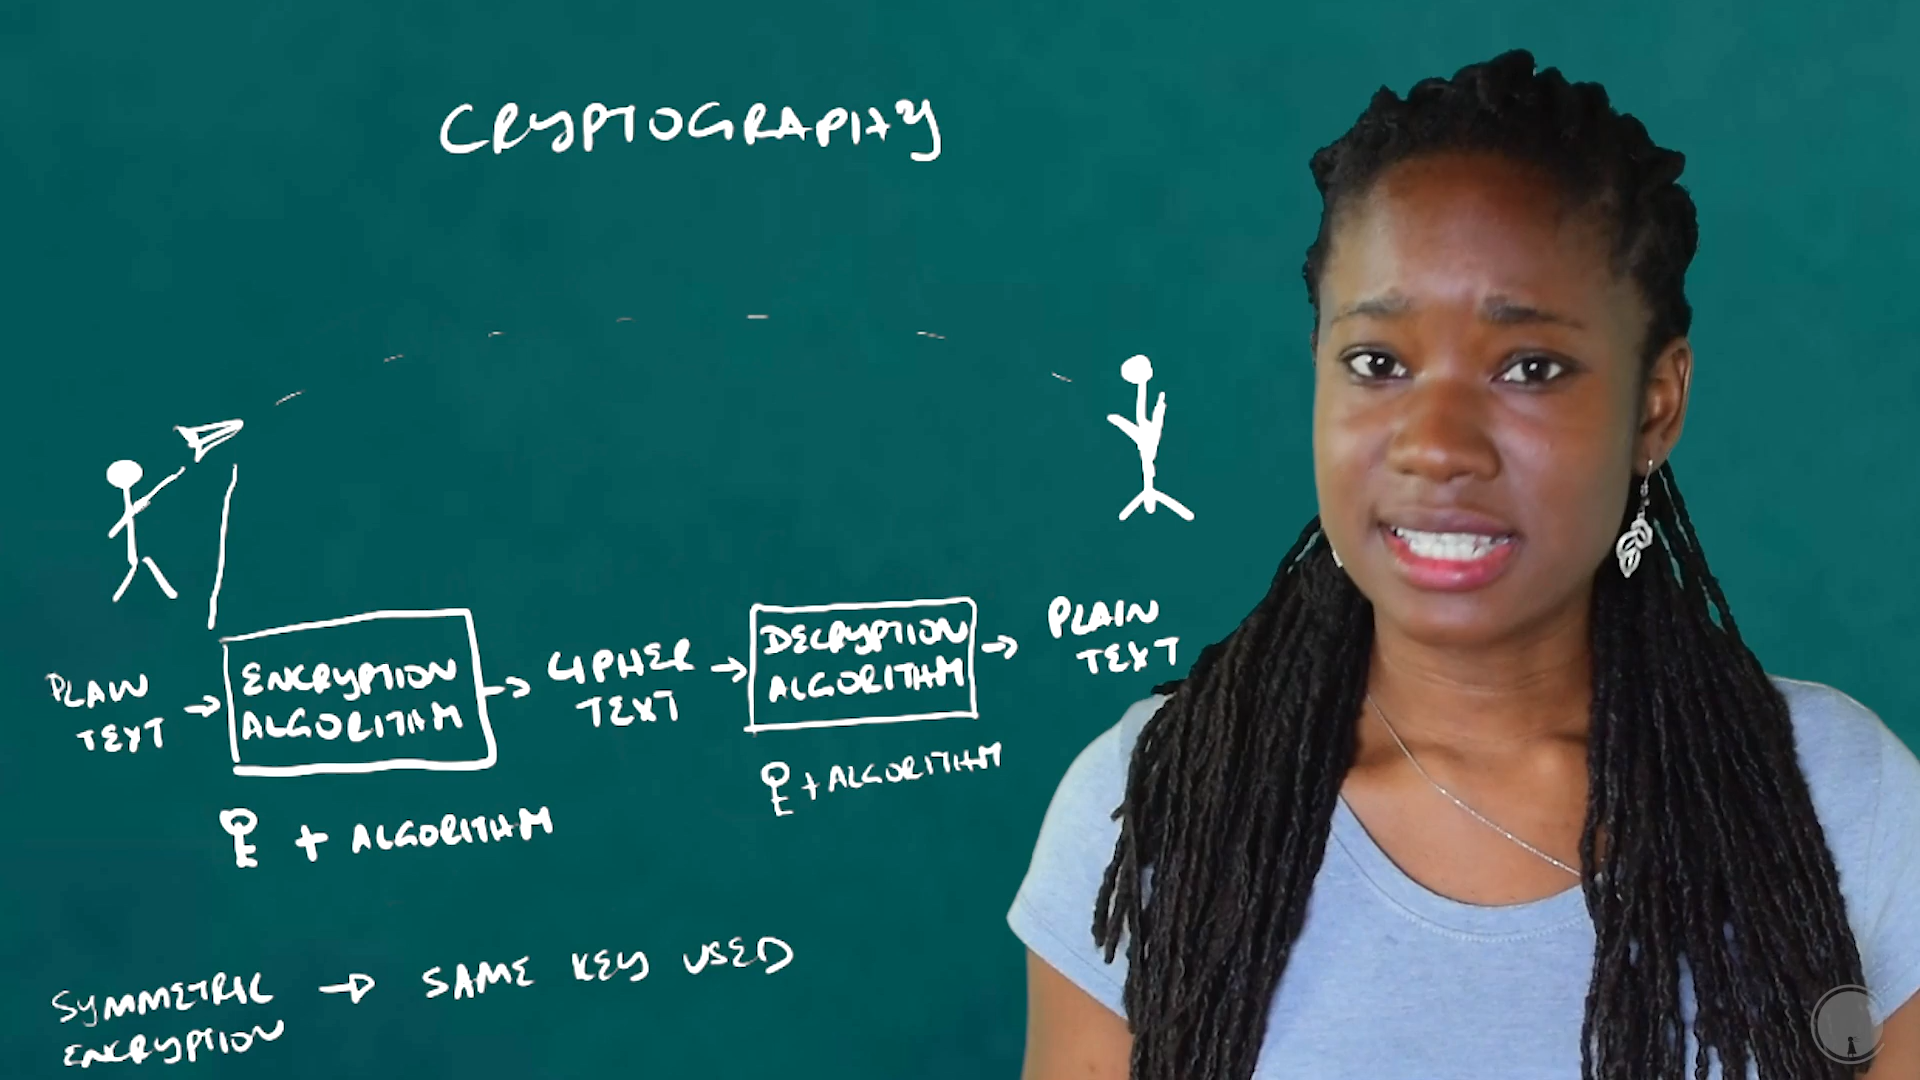 CRYPTOGRAPHY
PLAIN
TEXT
ENCRYPTION
ALGORITHM
CIPHER
TEXT
DECRYPTION
ALGORITHM
PLAIN
TEXT
+ ALGORITHM
+ ALGORITHM
SYMMETRIC
ENCRYPTION
SAME KEY USED